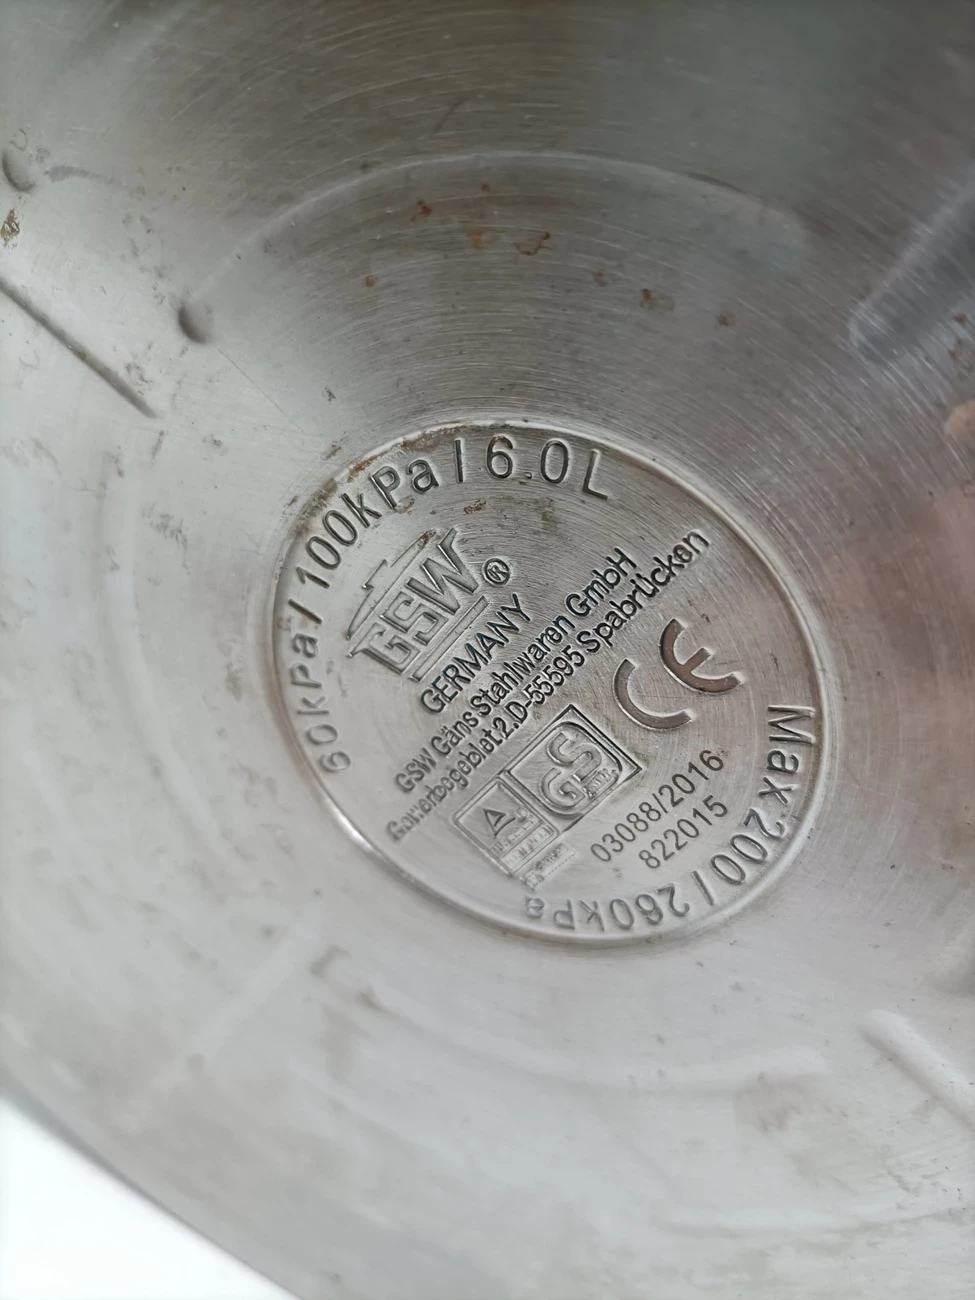 60kPa/100kPa/6.0L
GSW®
GERMANY
GSW Gäns Stahlwaren GmbH
Gewerbegebiet 2.D-55595 Spabrücken
CE
GS
03088/2016
822015
Max 200/260kPa